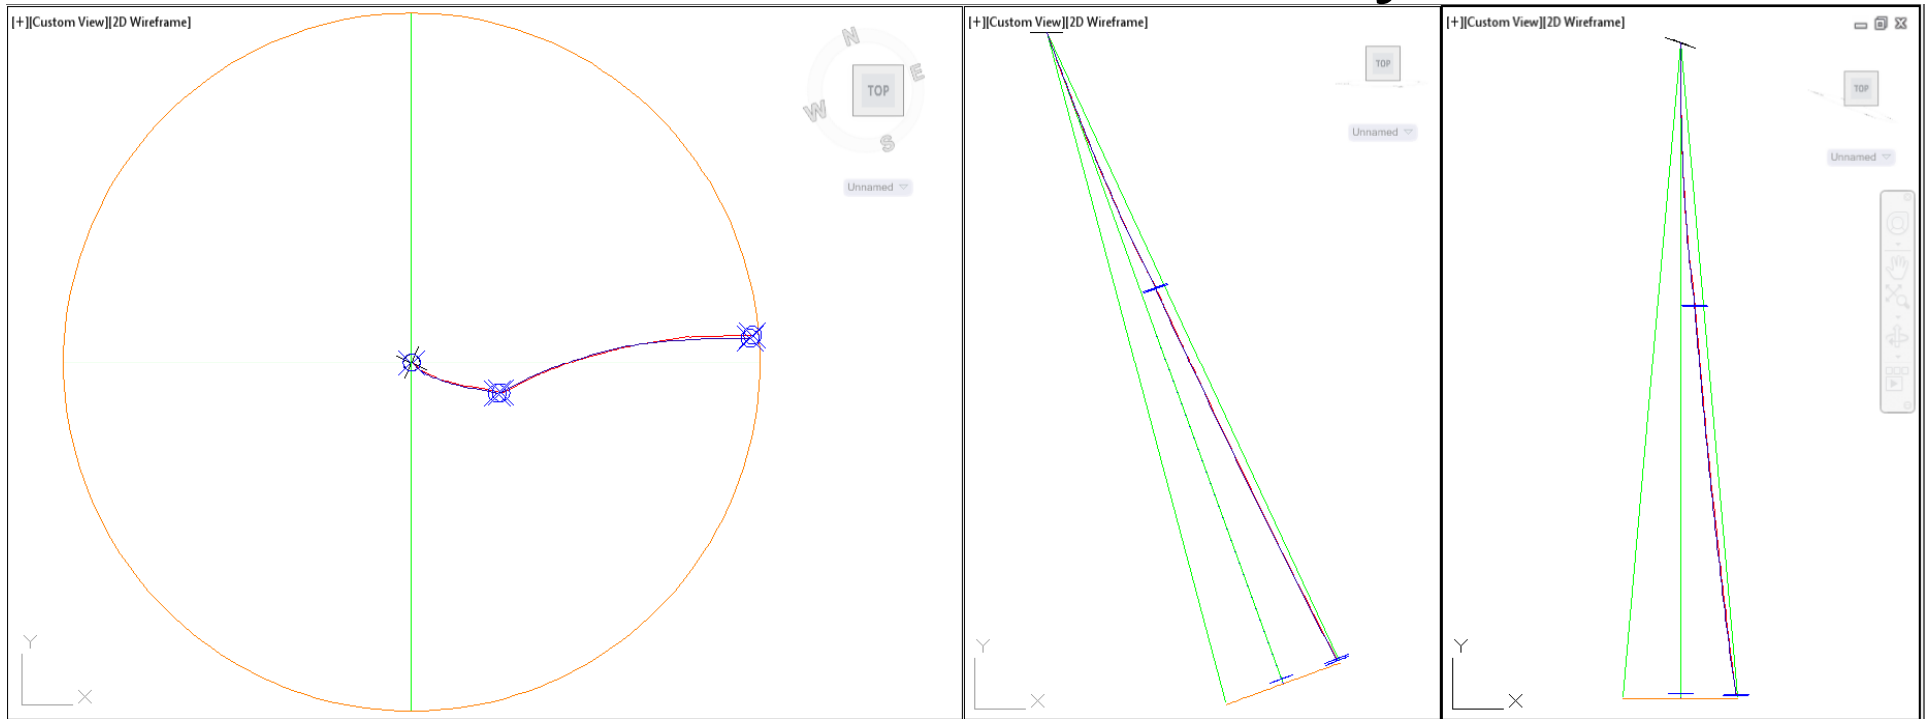 [+][Custom View][2D Wireframe]
N
E
W
S
TOP
Unnamed
Y
X
[+][Custom View][2D Wireframe]
TOP
Unnamed
Y
X
[+][Custom View][2D Wireframe]
TOP
Unnamed
Y
X